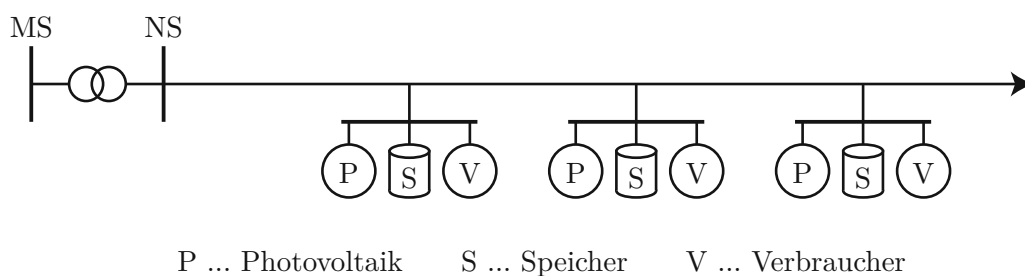 MS NS
P S V P S V P S V
P ... Photovoltaik S ... Speicher V ... Verbraucher